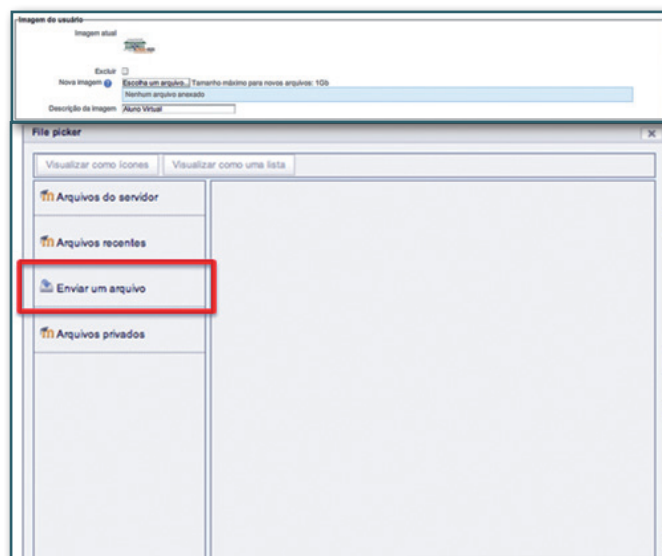 Imagem do usuário
Imagem atual
Excluir
Nova imagem Escolha um arquivo... Tamanho máximo para novos arquivos: 1Gb
Nenhum arquivo anexado
Descrição da imagem Aluno Virtual
File picker
Visualizar como ícones Visualizar como uma lista
Arquivos do servidor
Arquivos recentes
Enviar um arquivo
Arquivos privados